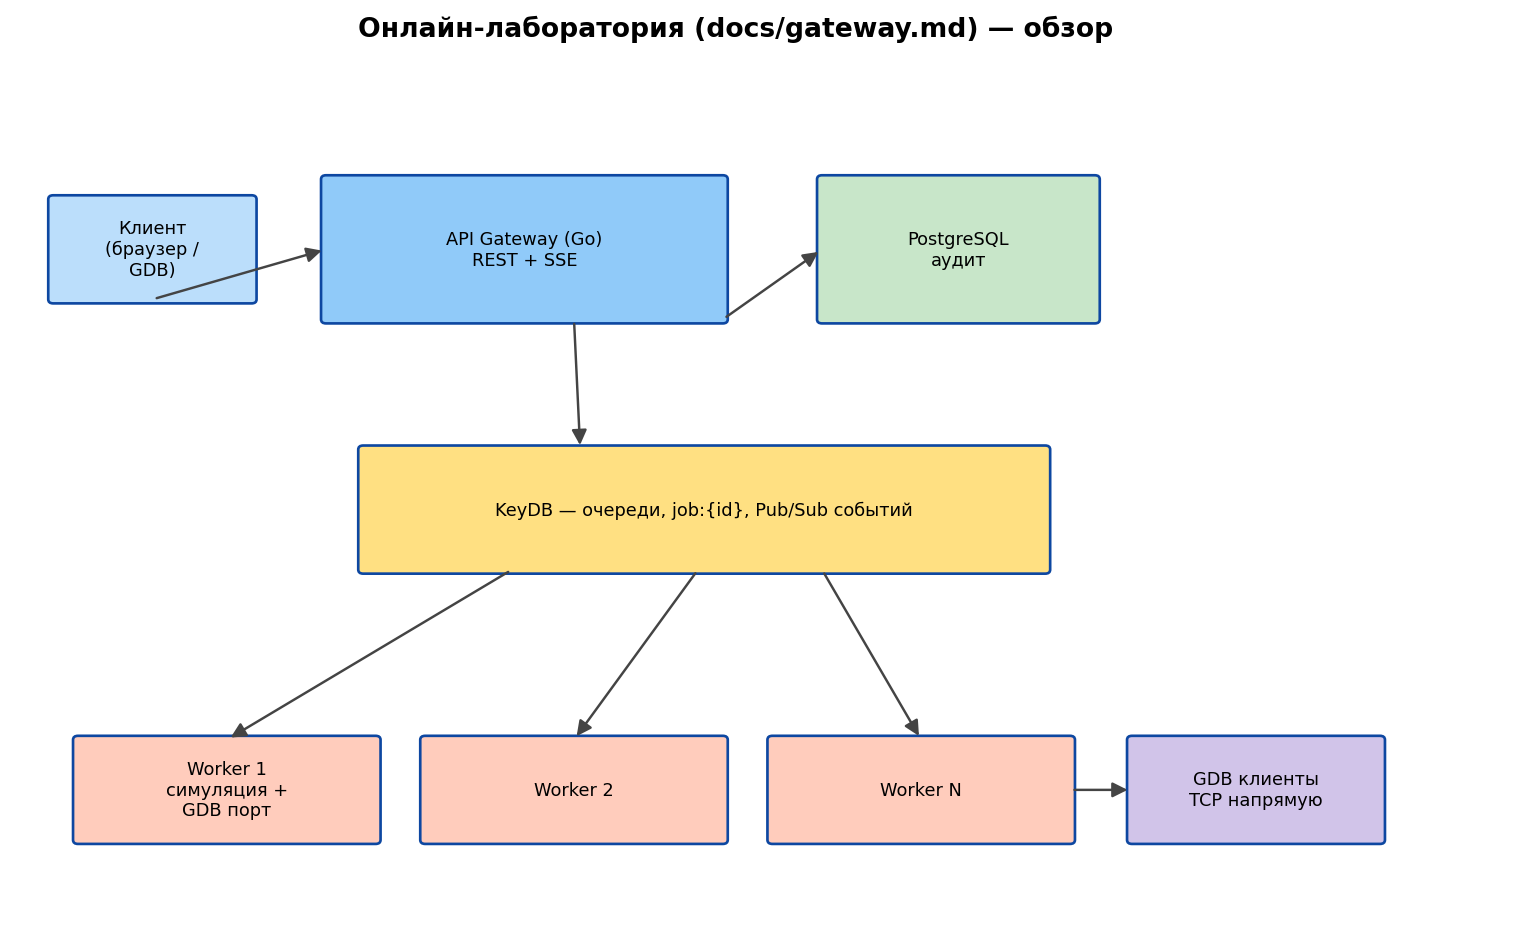 Онлайн-лаборатория (docs/gateway.md) — обзор
Клиент
(браузер /
GDB)
API Gateway (Go)
REST + SSE
PostgreSQL
аудит
KeyDB — очереди, job:{id}, Pub/Sub событий
Worker 1
симуляция +
GDB порт
Worker 2
Worker N
GDB клиенты
TCP напрямую